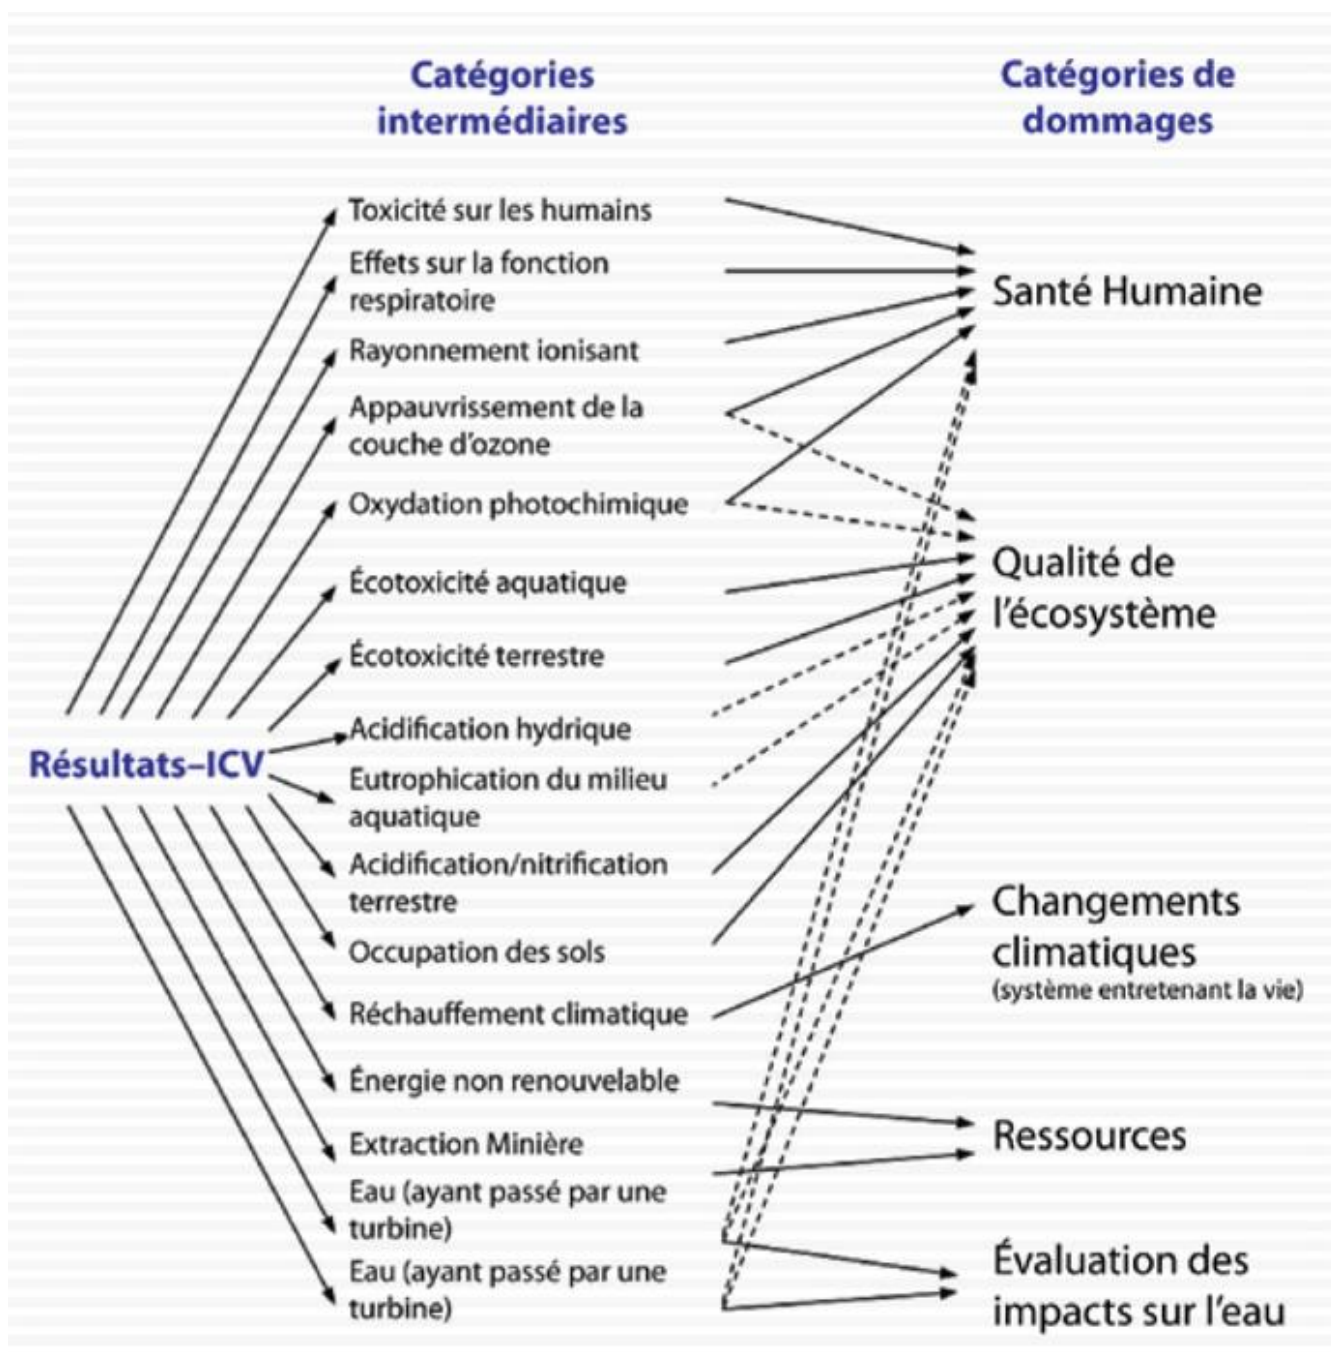 Catégories
intermédiaires
Catégories de
dommages
Toxicité sur les humains
Effets sur la fonction
respiratoire
Rayonnement ionisant
Appauvrissement de la
couche d'ozone
Oxydation photochimique
Écotoxicité aquatique
Écotoxicité terrestre
Acidification hydrique
Eutrophication du milieu
aquatique
Acidification/nitrification
terrestre
Occupation des sols
Réchauffement climatique
Énergie non renouvelable
Extraction Minière
Eau (ayant passé par une
turbine)
Eau (ayant passé par une
turbine)
Résultats–ICV
Santé Humaine
Qualité de
l'écosystème
Changements
climatiques
(système entretenant la vie)
Ressources
Évaluation des
impacts sur l'eau